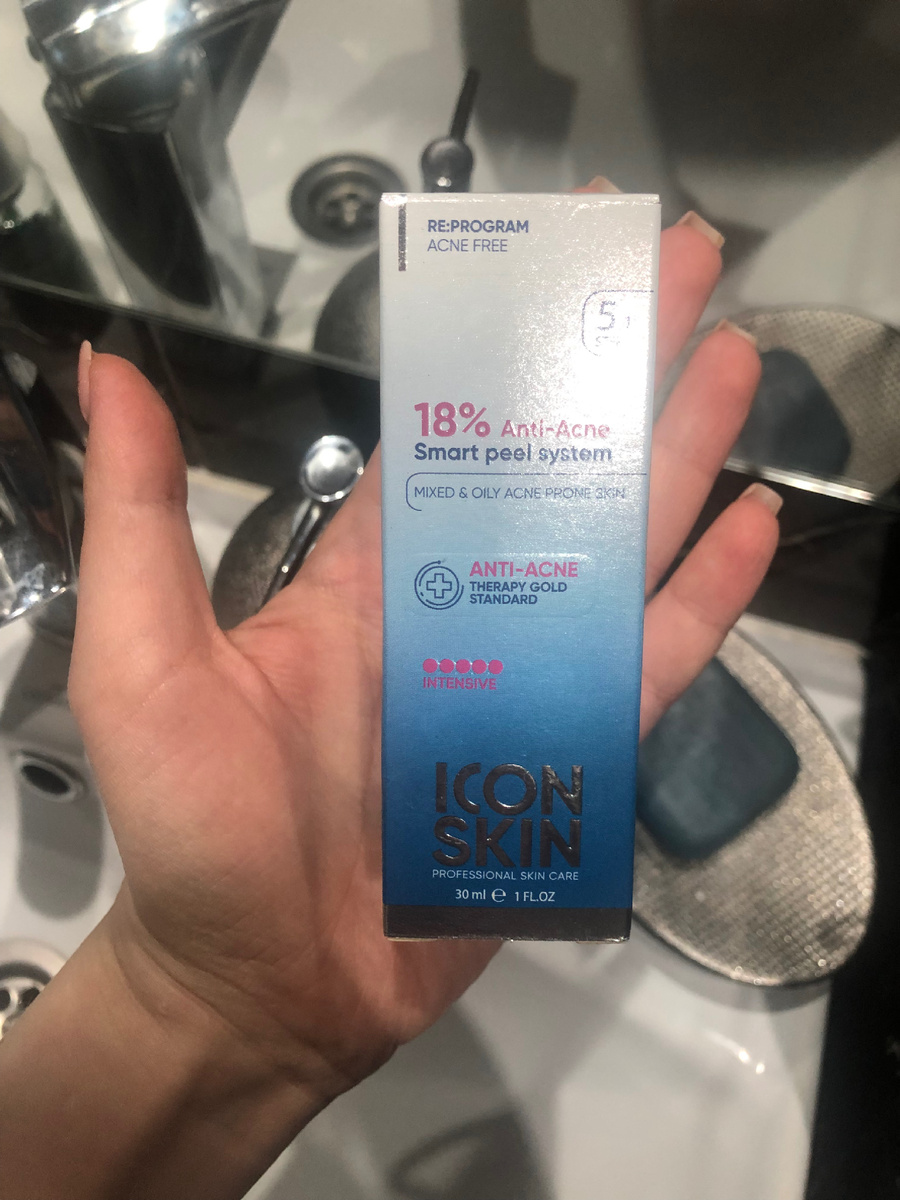 RE:PROGRAM
ACNE FREE
5
18% Anti-Acne
Smart peel system
MIXED & OILY ACNE PRONE SKIN
ANTI-ACNE
THERAPY GOLD
STANDARD
INTENSIVE
ICON
SKIN
PROFESSIONAL SKIN CARE
30 ml ℮ 1 FL.OZ